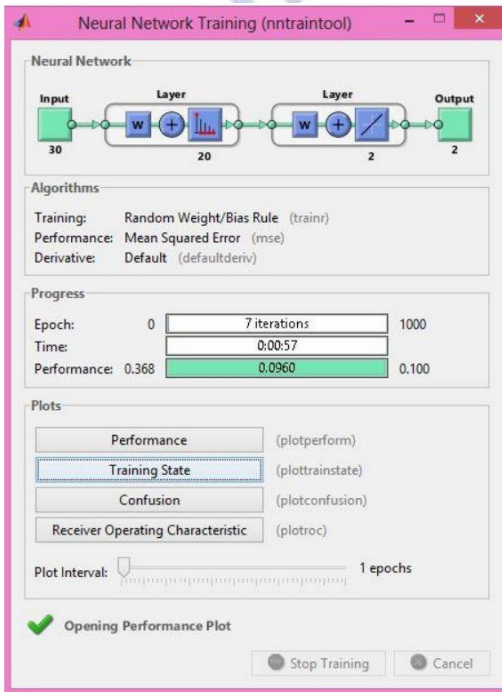 Neural Network Training (nntraintool)
Neural Network
Input
Layer
Layer
Output
W
W
30
20
2
2
Algorithms
Training: Random Weight/Bias Rule (trainr)
Performance: Mean Squared Error (mse)
Derivative: Default (defaultderiv)
Progress
Epoch: 0 7 iterations 1000
Time: 0:00:57
Performance: 0.368 0.0960 0.100
Plots
Performance (plotperform)
Training State (plottrainstate)
Confusion (plotconfusion)
Receiver Operating Characteristic (plotroc)
Plot Interval: 1 epochs
Opening Performance Plot
Stop Training
Cancel